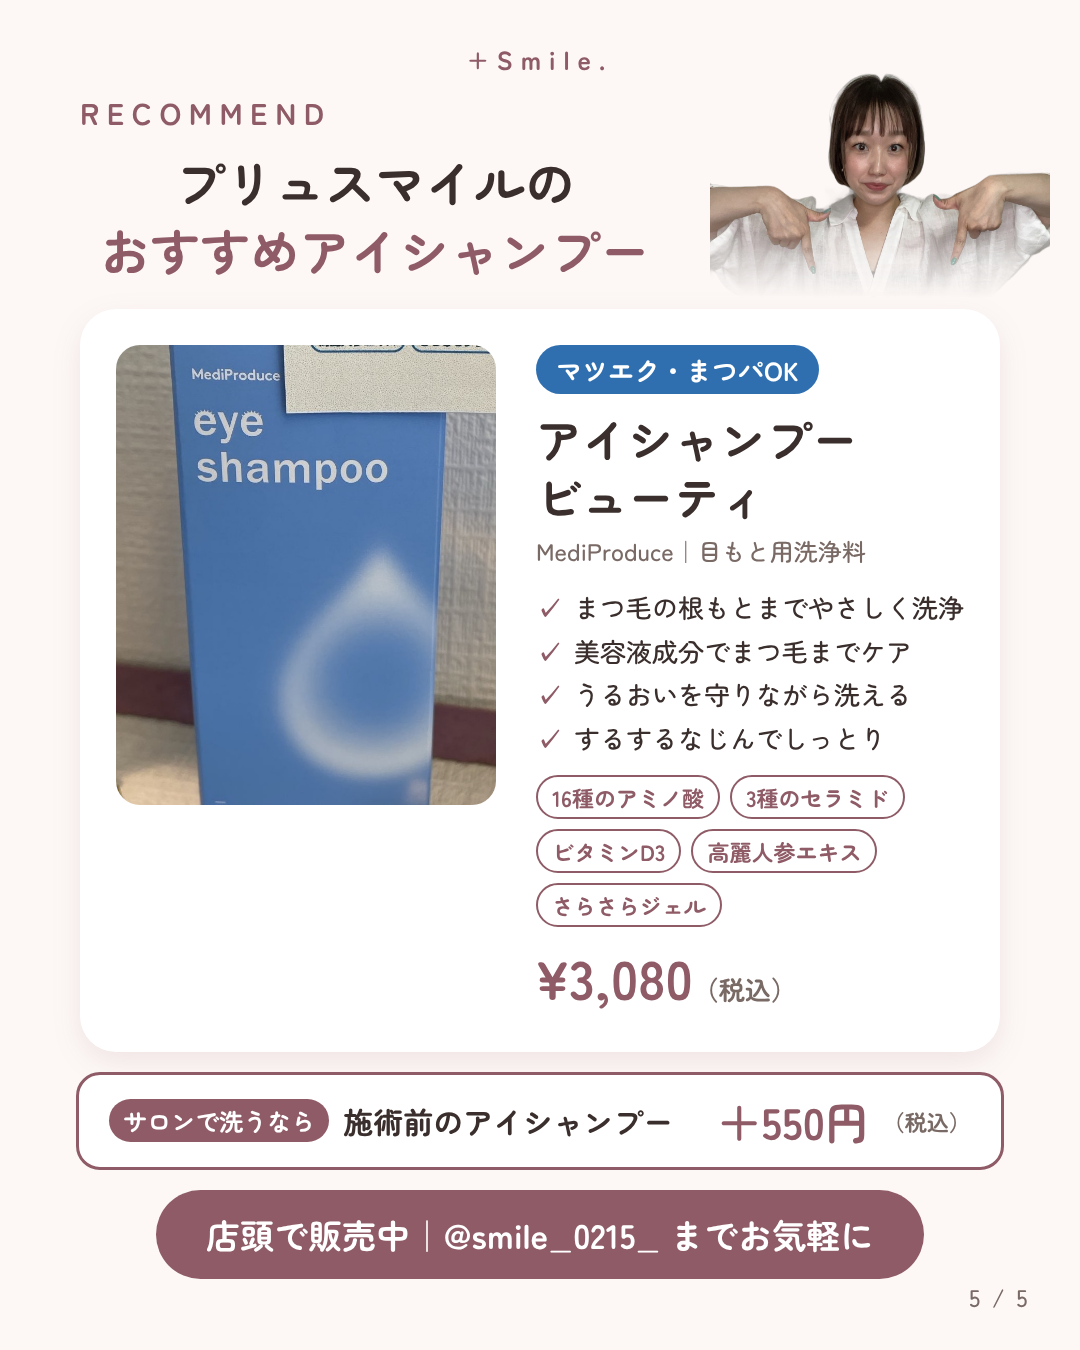 +Smile.
RECOMMEND
プリュスマイルの
おすすめアイシャンプー
MediProduce
eye
shampoo
マツエク・まつパOK
アイシャンプー
ビューティ
MediProduce｜目もと用洗浄料
✓ まつ毛の根もとまでやさしく洗浄
✓ 美容液成分でまつ毛までケア
✓ うるおいを守りながら洗える
✓ するするなじんでしっとり
16種のアミノ酸 3種のセラミド
ビタミンD3 高麗人参エキス
さらさらジェル
¥3,080（税込）
サロンで洗うなら 施術前のアイシャンプー ＋550円（税込）
店頭で販売中｜@smile_0215_ までお気軽に
5 / 5